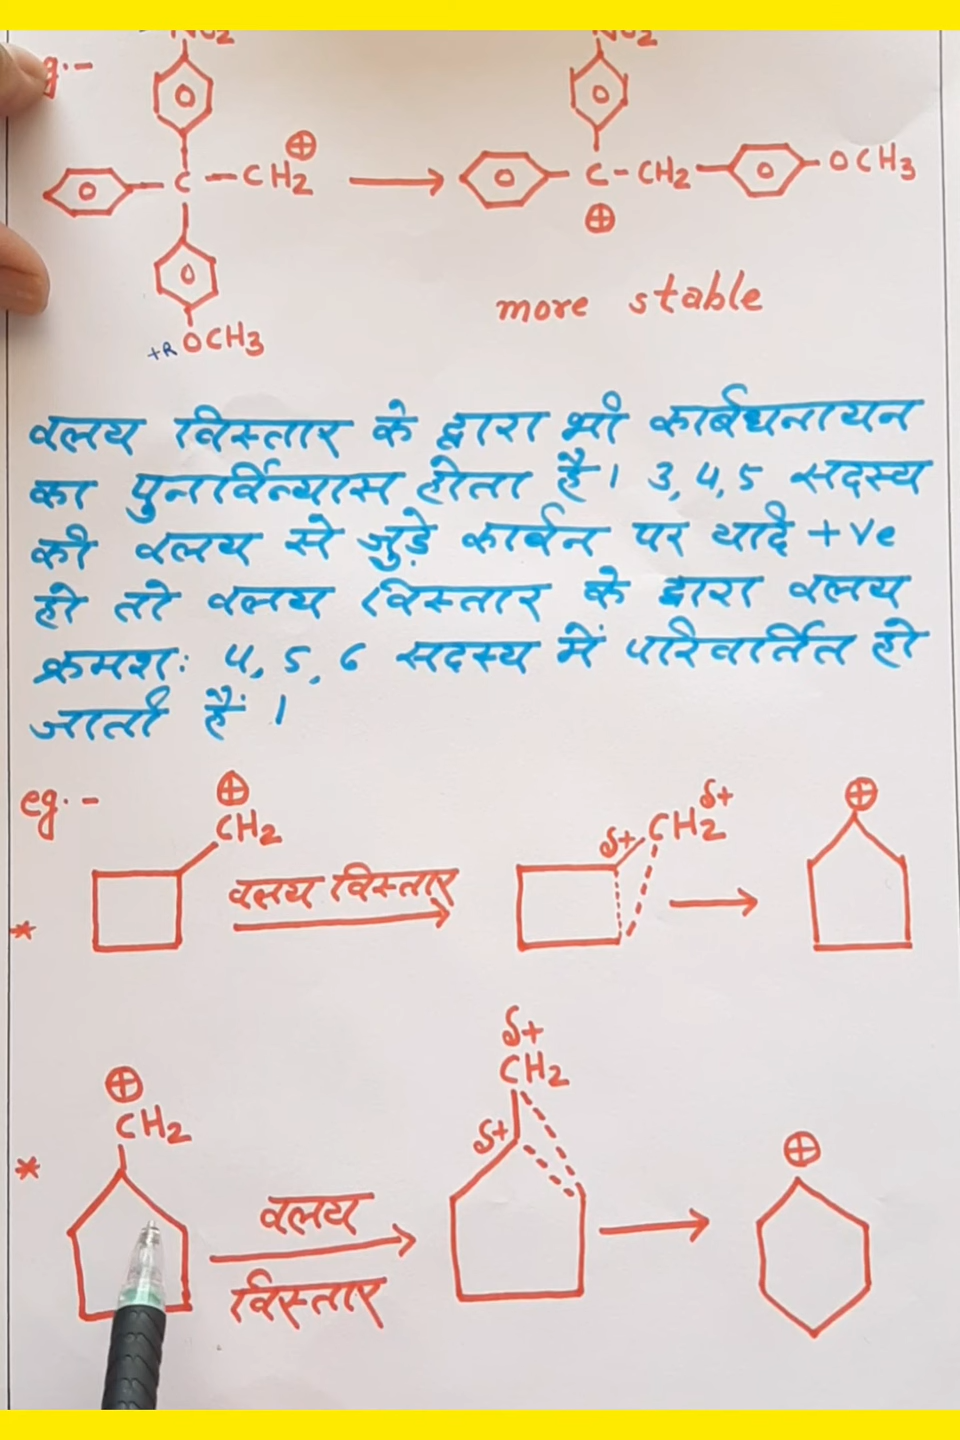 NO2 NO2
eg:-
C - CH2 ⊕ → C - CH2 OCH3
⊕
+R OCH3
more stable
वलय विस्तार के द्वारा भी कार्बधनायन
का पुनर्विन्यास होता है। 3, 4, 5 सदस्य
की वलय से जुड़े कार्बन पर यदि +ve
हो तो वलय विस्तार के द्वारा वलय
क्रमशः 4, 5, 6 सदस्य में परिवर्तित हो
जाती हैं ।
eg:-
⊕ CH2
वलय विस्तार →
δ+ CH2 δ+ → ⊕
*
⊕ CH2
*
वलय
विस्तार
→
δ+
CH2
δ+
→
⊕